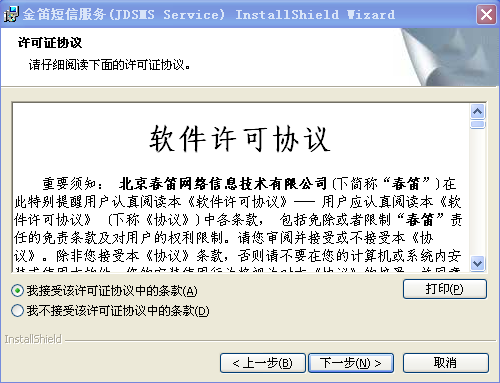 金笛短信服务(JDSMS Service) InstallShield Wizard
许可证协议
请仔细阅读下面的许可证协议。
软件许可协议
重要须知： 北京春笛网络信息技术有限公司(下简称“春笛”)在
此特别提醒用户认真阅读本《软件许可协议》── 用户应认真阅读本《软
件许可协议》 (下称《协议》)中各条款， 包括免除或者限制“春笛”责
任的免责条款及对用户的权利限制。请您审阅并接受或不接受本《协
议》。除非您接受本《协议》条款，否则请不要在您的计算机或系统内安
我接受该许可证协议中的条款(A)
打印(P)
我不接受该许可证协议中的条款(D)
InstallShield
< 上一步(B)
下一步(N) >
取消